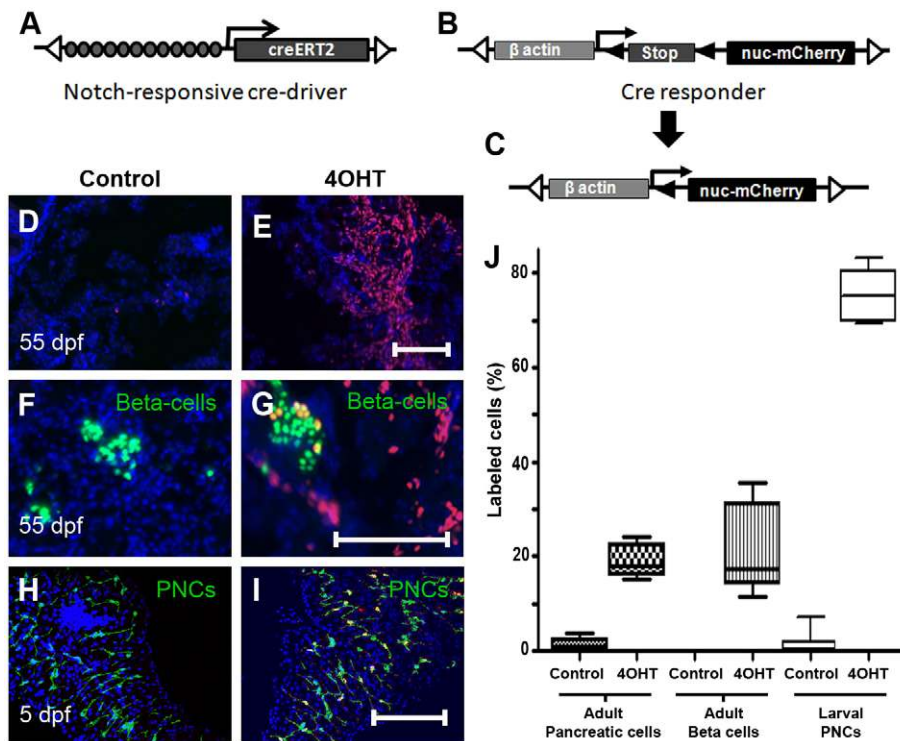 A
creERT2
Notch-responsive cre-driver
B
β actin
Stop
nuc-mCherry
Cre responder
C
β actin
nuc-mCherry
Control
4OHT
D
55 dpf
E
F
Beta-cells
55 dpf
G
Beta-cells
H
PNCs
5 dpf
I
PNCs
J
Labeled cells (%)
80
60
40
20
0
Control 4OHT Control 4OHT Control 4OHT
Adult Pancreatic cells
Adult Beta cells
Larval PNCs